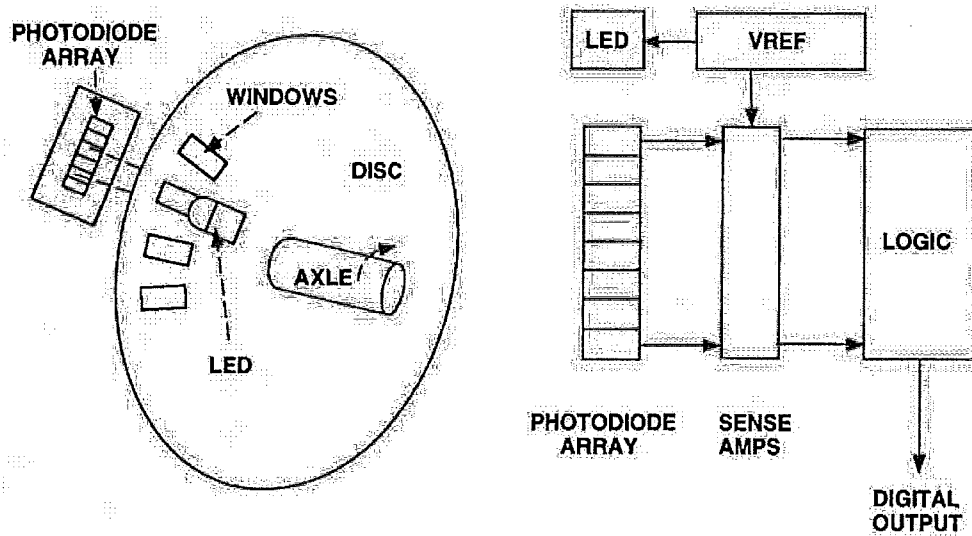 PHOTODIODE
ARRAY
WINDOWS
DISC
AXLE
LED
LED
VREF
LOGIC
PHOTODIODE
ARRAY
SENSE
AMPS
DIGITAL
OUTPUT